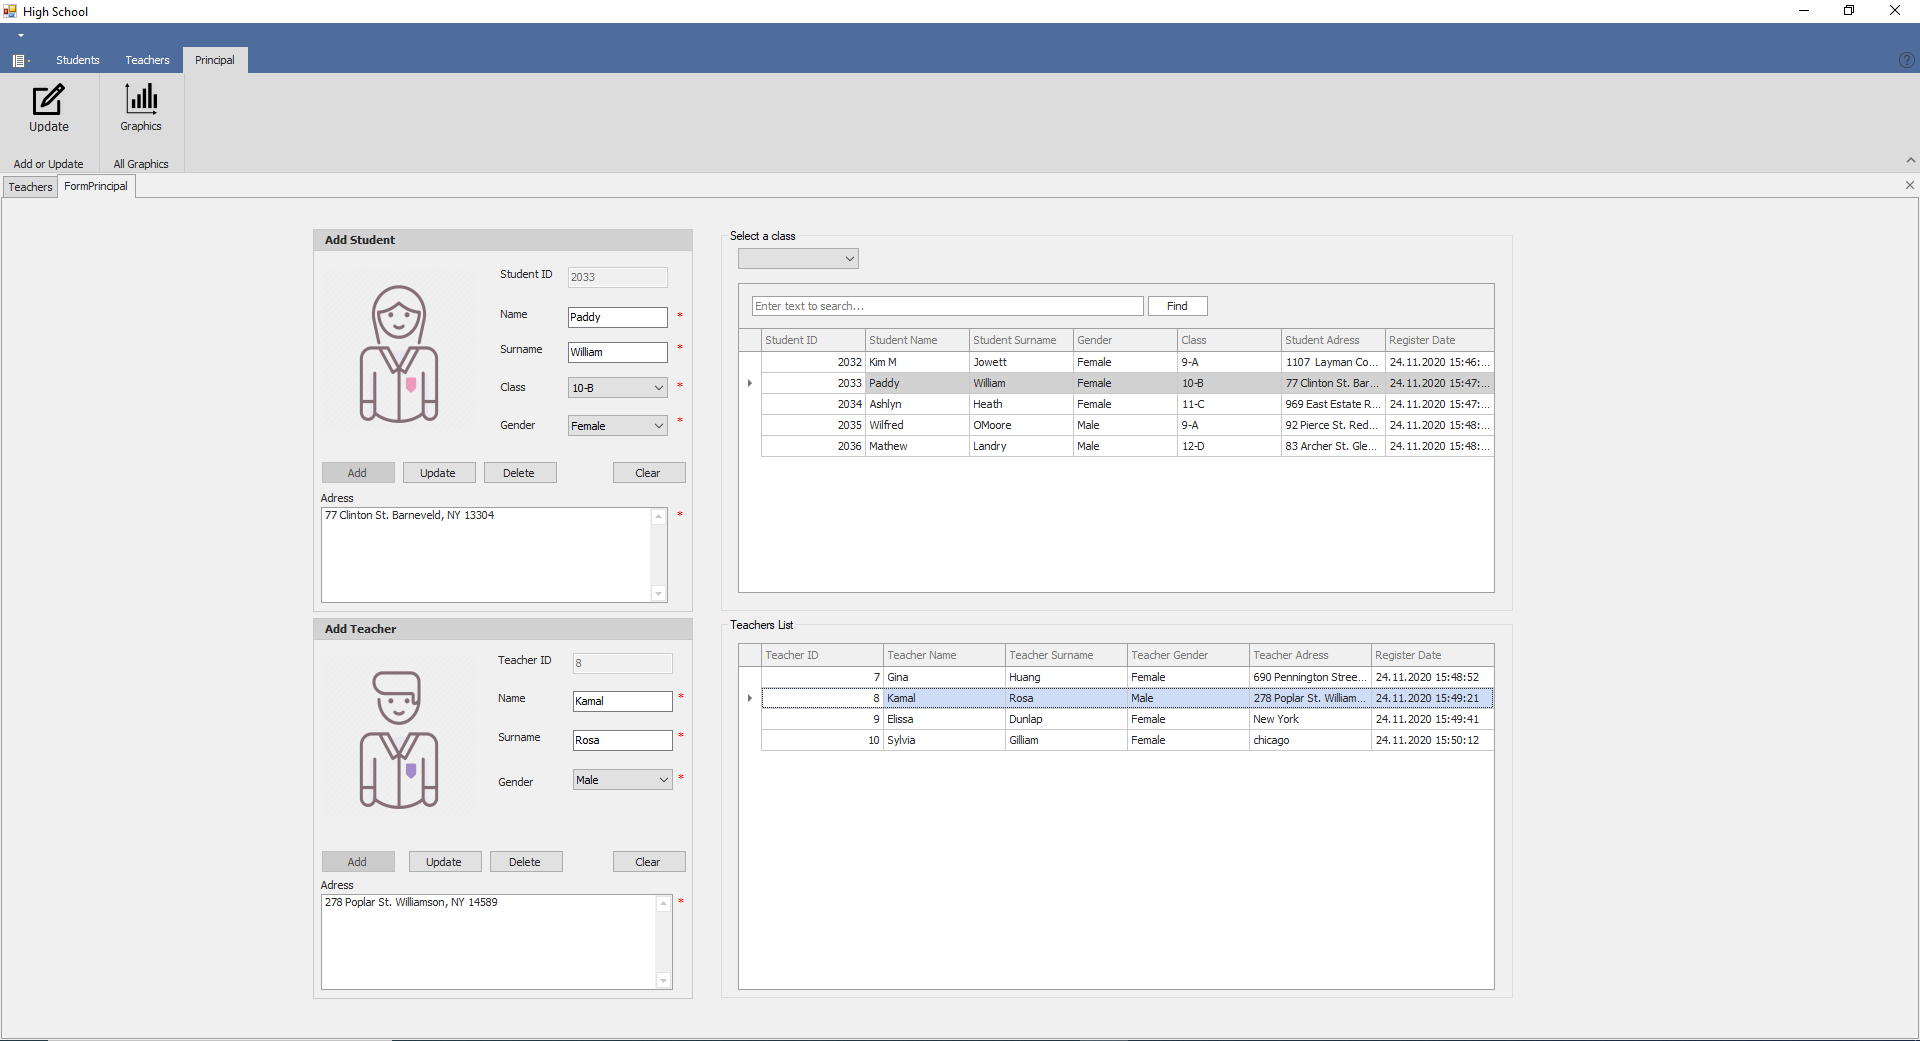 High School
Students Teachers Principal
Update Graphics
Add or Update All Graphics
Teachers FormPrincipal
Add Student
Student ID 2033
Name Paddy *
Surname William *
Class 10-B *
Gender Female *
Add Update Delete Clear
Adress
77 Clinton St. Barneveld, NY 13304 *
Select a class
Enter text to search... Find
Student ID Student Name Student Surname Gender Class Student Adress Register Date
2032 Kim M Jowett Female 9-A 1107 Layman Co... 24.11.2020 15:46:...
2033 Paddy William Female 10-B 77 Clinton St. Bar... 24.11.2020 15:47:...
2034 Ashlyn Heath Female 11-C 969 East Estate R... 24.11.2020 15:47:...
2035 Wilfred OMoore Male 9-A 92 Pierce St. Red... 24.11.2020 15:48:...
2036 Mathew Landry Male 12-D 83 Archer St. Gle... 24.11.2020 15:48:...
Add Teacher
Teacher ID 8
Name Kamal *
Surname Rosa *
Gender Male *
Add Update Delete Clear
Adress
278 Poplar St. Williamson, NY 14589 *
Teachers List
Teacher ID Teacher Name Teacher Surname Teacher Gender Teacher Adress Register Date
7 Gina Huang Female 690 Pennington Stree... 24.11.2020 15:48:52
8 Kamal Rosa Male 278 Poplar St. William... 24.11.2020 15:49:21
9 Elissa Dunlap Female New York 24.11.2020 15:49:41
10 Sylvia Gilliam Female chicago 24.11.2020 15:50:12